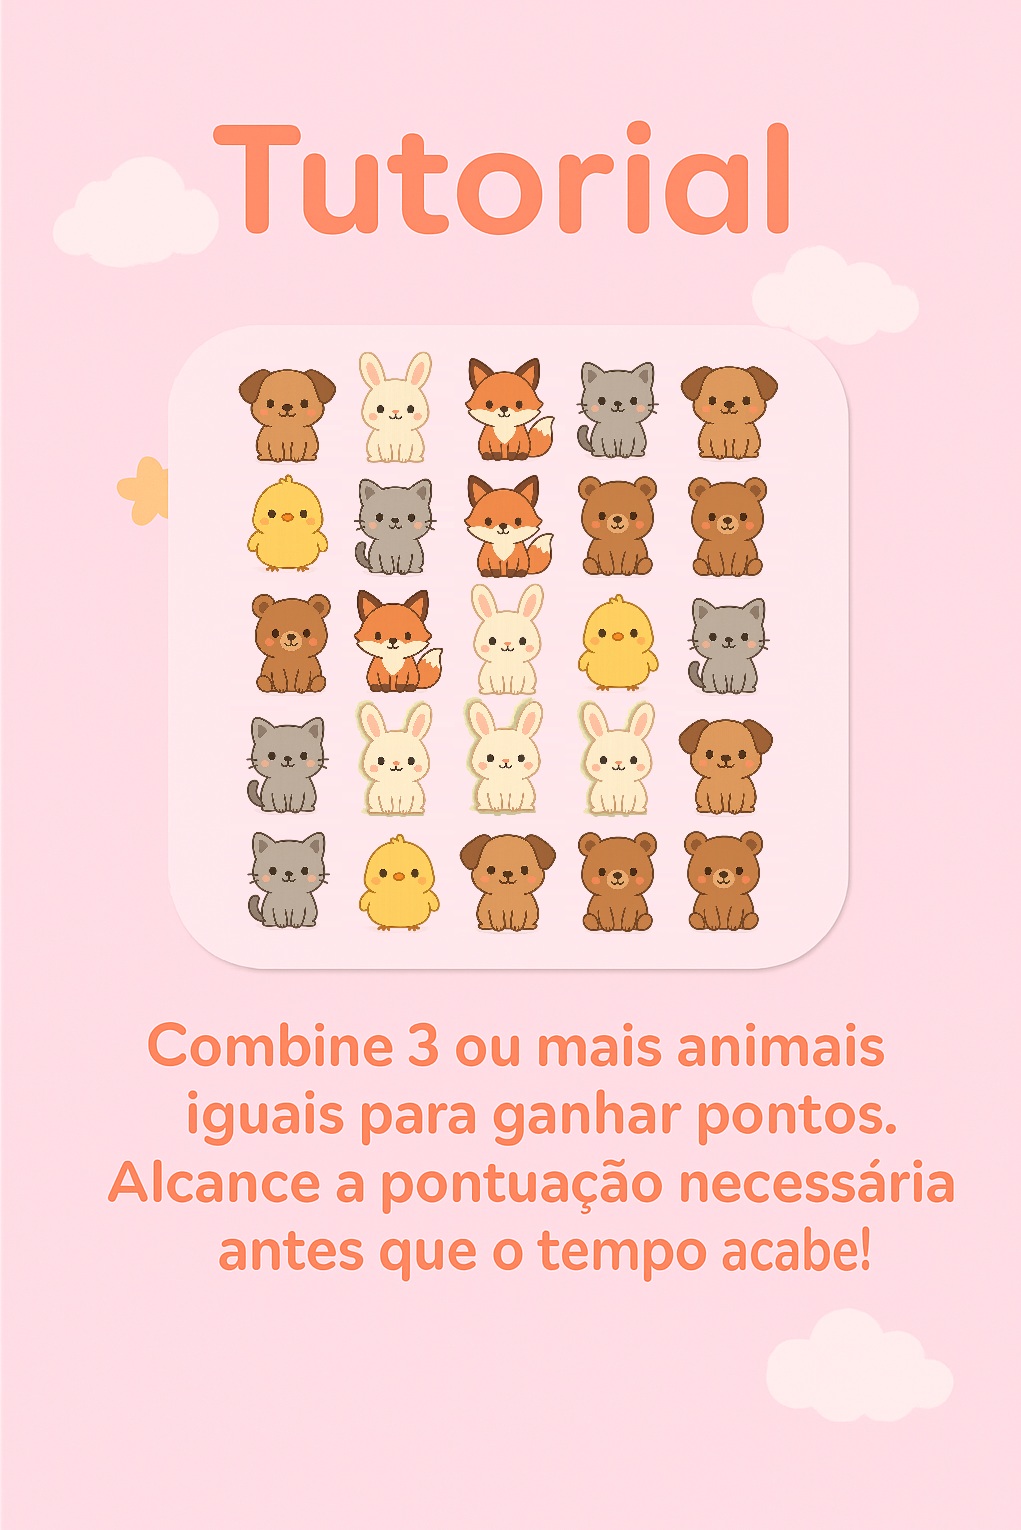 Tutorial
Combine 3 ou mais animais
iguais para ganhar pontos.
Alcance a pontuação necessária
antes que o tempo acabe!